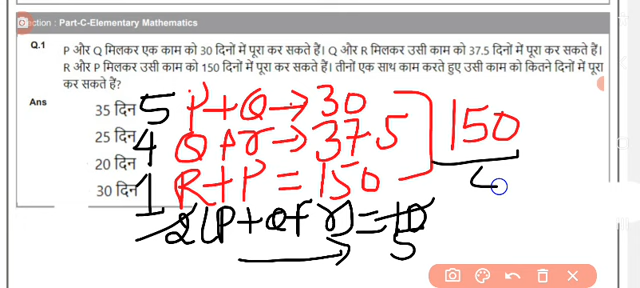 ection : Part-C-Elementary Mathematics
Q.1 P और Q मिलकर एक काम को 30 दिनों में पूरा कर सकते हैं। Q और R मिलकर उसी काम को 37.5 दिनों में पूरा कर सकते हैं।
R और P मिलकर उसी काम को 150 दिनों में पूरा कर सकते हैं। तीनों एक साथ काम करते हुए उसी काम को कितने दिनों में पूरा
कर सकते हैं?
Ans
35 दिन
25 दिन
20 दिन
30 दिन
5 P+Q→30
4 Q+r→37.5
1 R+P=150
150
2(P+Q+r)=10
5